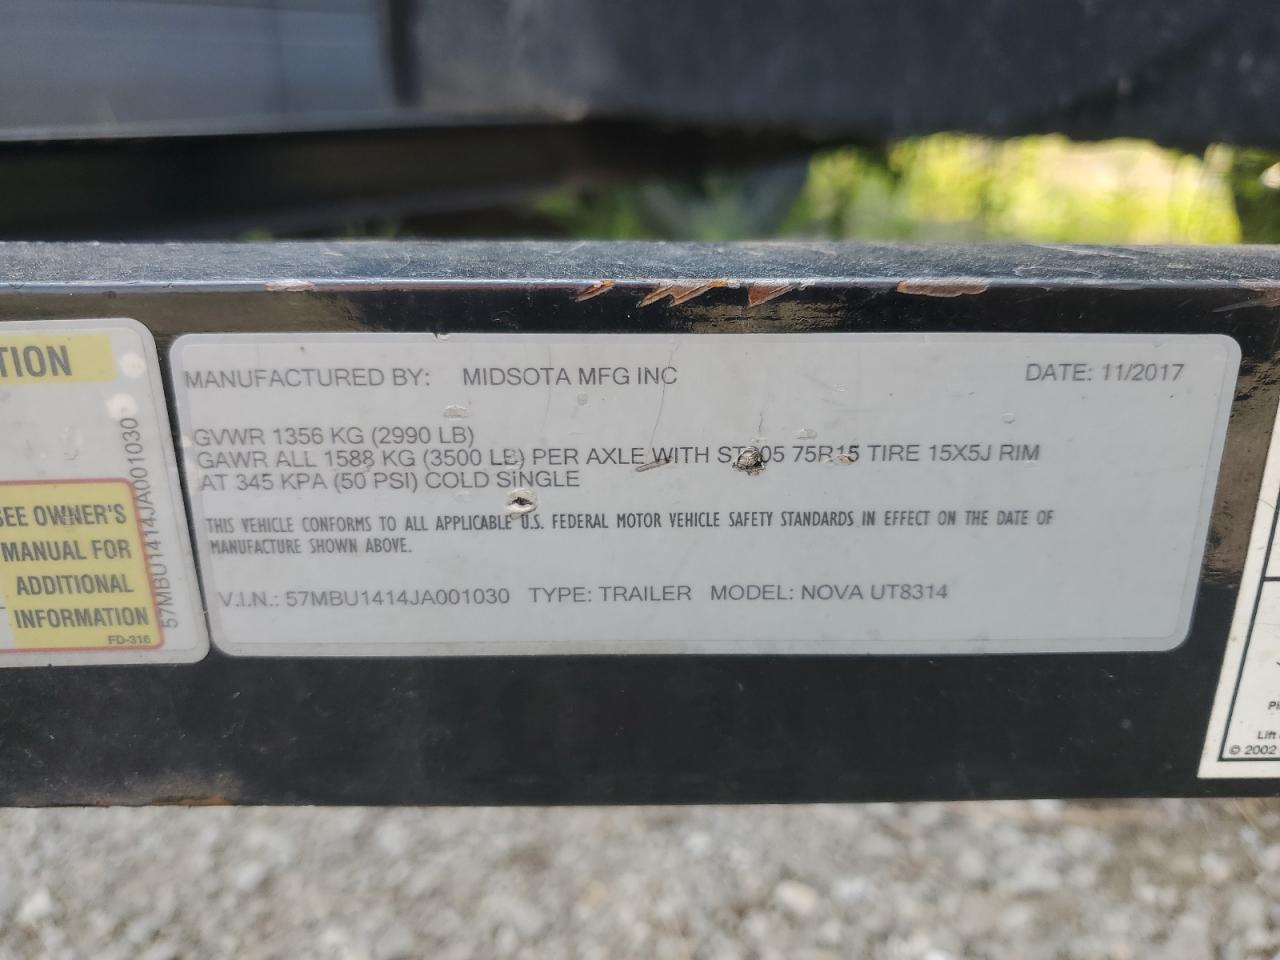 TION
SEE OWNER'S
MANUAL FOR
ADDITIONAL
INFORMATION
FD-316
57MBU1414JA001030
MANUFACTURED BY: MIDSOTA MFG INC DATE: 11/2017
GVWR 1356 KG (2990 LB)
GAWR ALL 1588 KG (3500 LB) PER AXLE WITH 75R15 TIRE 15X5J RIM
AT 345 KPA (50 PSI) COLD SINGLE
THIS VEHICLE CONFORMS TO ALL APPLICABLE U.S. FEDERAL MOTOR VEHICLE SAFETY STANDARDS IN EFFECT ON THE DATE OF
MANUFACTURE SHOWN ABOVE.
V.I.N.: 57MBU1414JA001030 TYPE: TRAILER MODEL: NOVA UT8314
Lift
© 2002